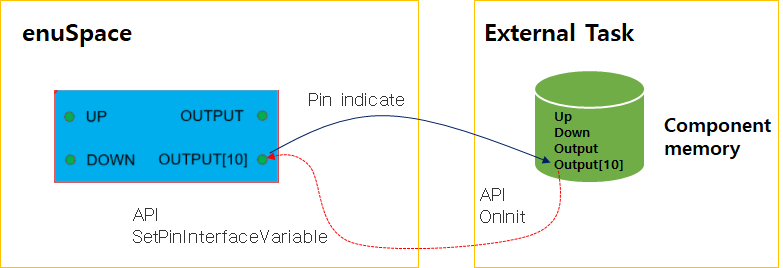 enuSpace
External Task
UP
OUTPUT
DOWN
OUTPUT[10]
Pin indicate
Up
Down
Output
Output[10]
Component
memory
API
SetPinInterfaceVariable
API
OnInit